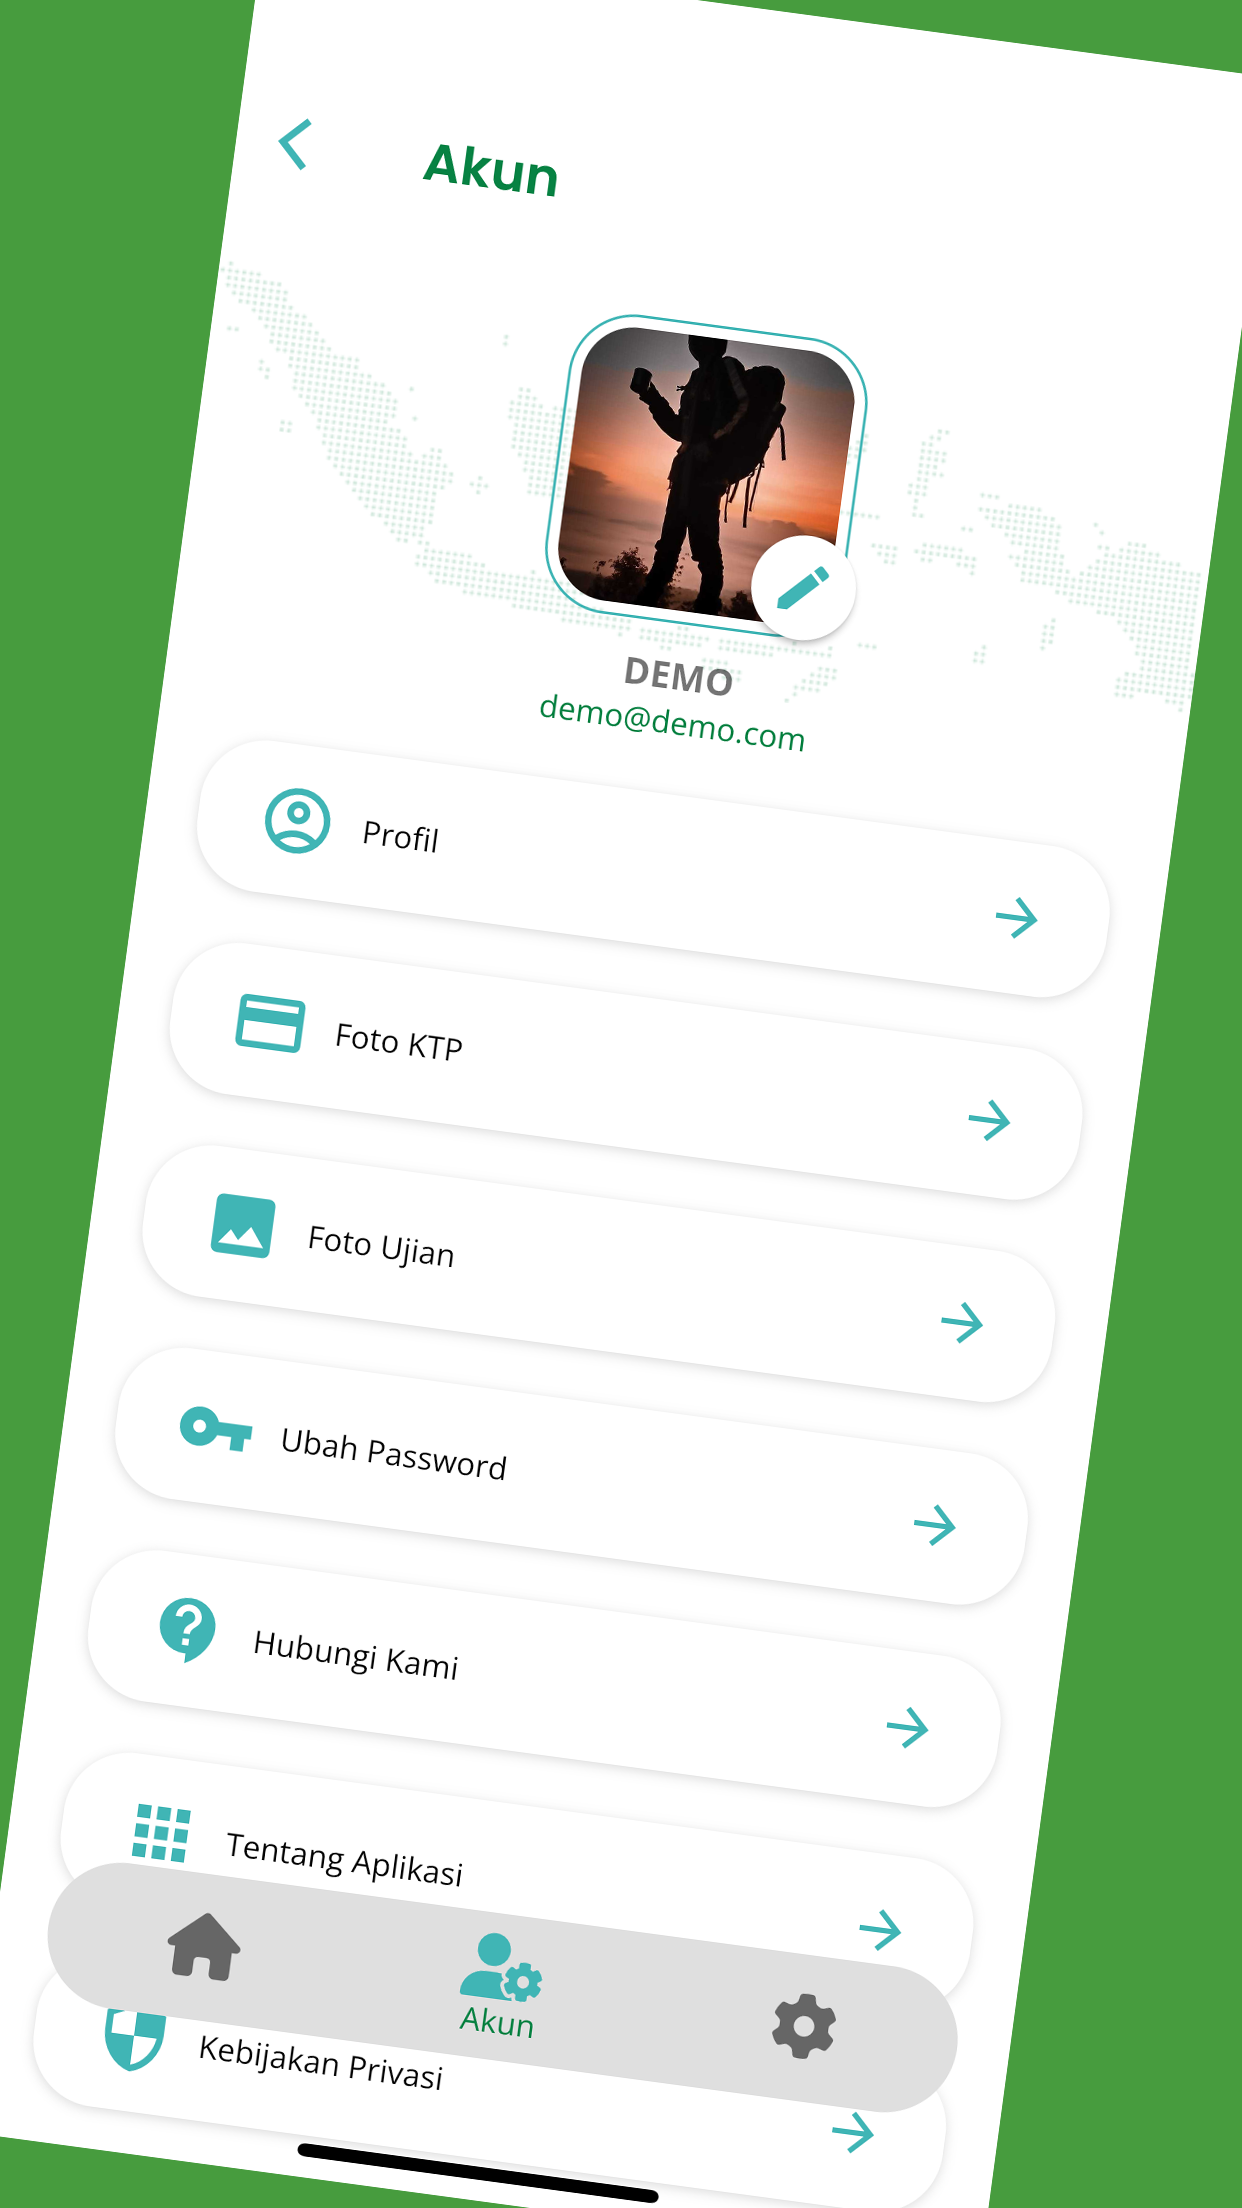 Akun
DEMO
demo@demo.com
Profil
Foto KTP
Foto Ujian
Ubah Password
Hubungi Kami
Tentang Aplikasi
Akun
Kebijakan Privasi